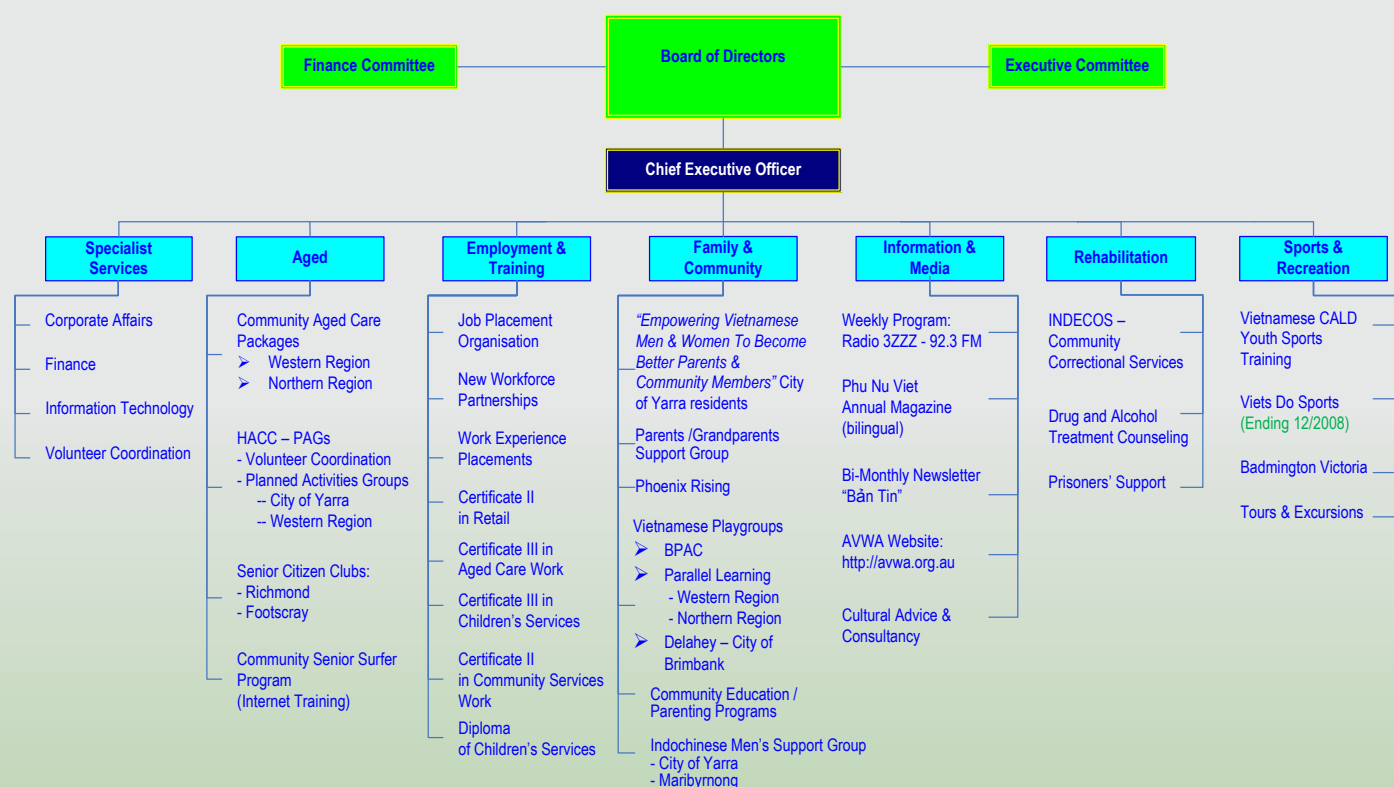 Board of Directors
Finance Committee
Executive Committee
Chief Executive Officer
Specialist
Services
Corporate Affairs
Finance
Information Technology
Volunteer Coordination
Aged
Community Aged Care
Packages
➢ Western Region
➢ Northern Region
HACC – PAGs
- Volunteer Coordination
- Planned Activities Groups
-- City of Yarra
-- Western Region
Senior Citizen Clubs:
- Richmond
- Footscray
Community Senior Surfer
Program
(Internet Training)
Employment &
Training
Job Placement
Organisation
New Workforce
Partnerships
Work Experience
Placements
Certificate II
in Retail
Certificate III in
Aged Care Work
Certificate III in
Children’s Services
Certificate II
in Community Services
Work
Diploma
of Children’s Services
Family &
Community
“Empowering Vietnamese
Men & Women To Become
Better Parents &
Community Members” City
of Yarra residents
Parents /Grandparents
Support Group
Phoenix Rising
Vietnamese Playgroups
➢ BPAC
➢ Parallel Learning
- Western Region
- Northern Region
➢ Delahey – City of
Brimbank
Community Education /
Parenting Programs
Indochinese Men’s Support Group
- City of Yarra
- Maribyrnong
Information &
Media
Weekly Program:
Radio 3ZZZ - 92.3 FM
Phu Nu Viet
Annual Magazine
(bilingual)
Bi-Monthly Newsletter
“Bản Tin”
AVWA Website:
http://avwa.org.au
Cultural Advice &
Consultancy
Rehabilitation
INDECOS –
Community
Correctional Services
Drug and Alcohol
Treatment Counseling
Prisoners’ Support
Sports &
Recreation
Vietnamese CALD
Youth Sports
Training
Viets Do Sports
(Ending 12/2008)
Badmington Victoria
Tours & Excursions